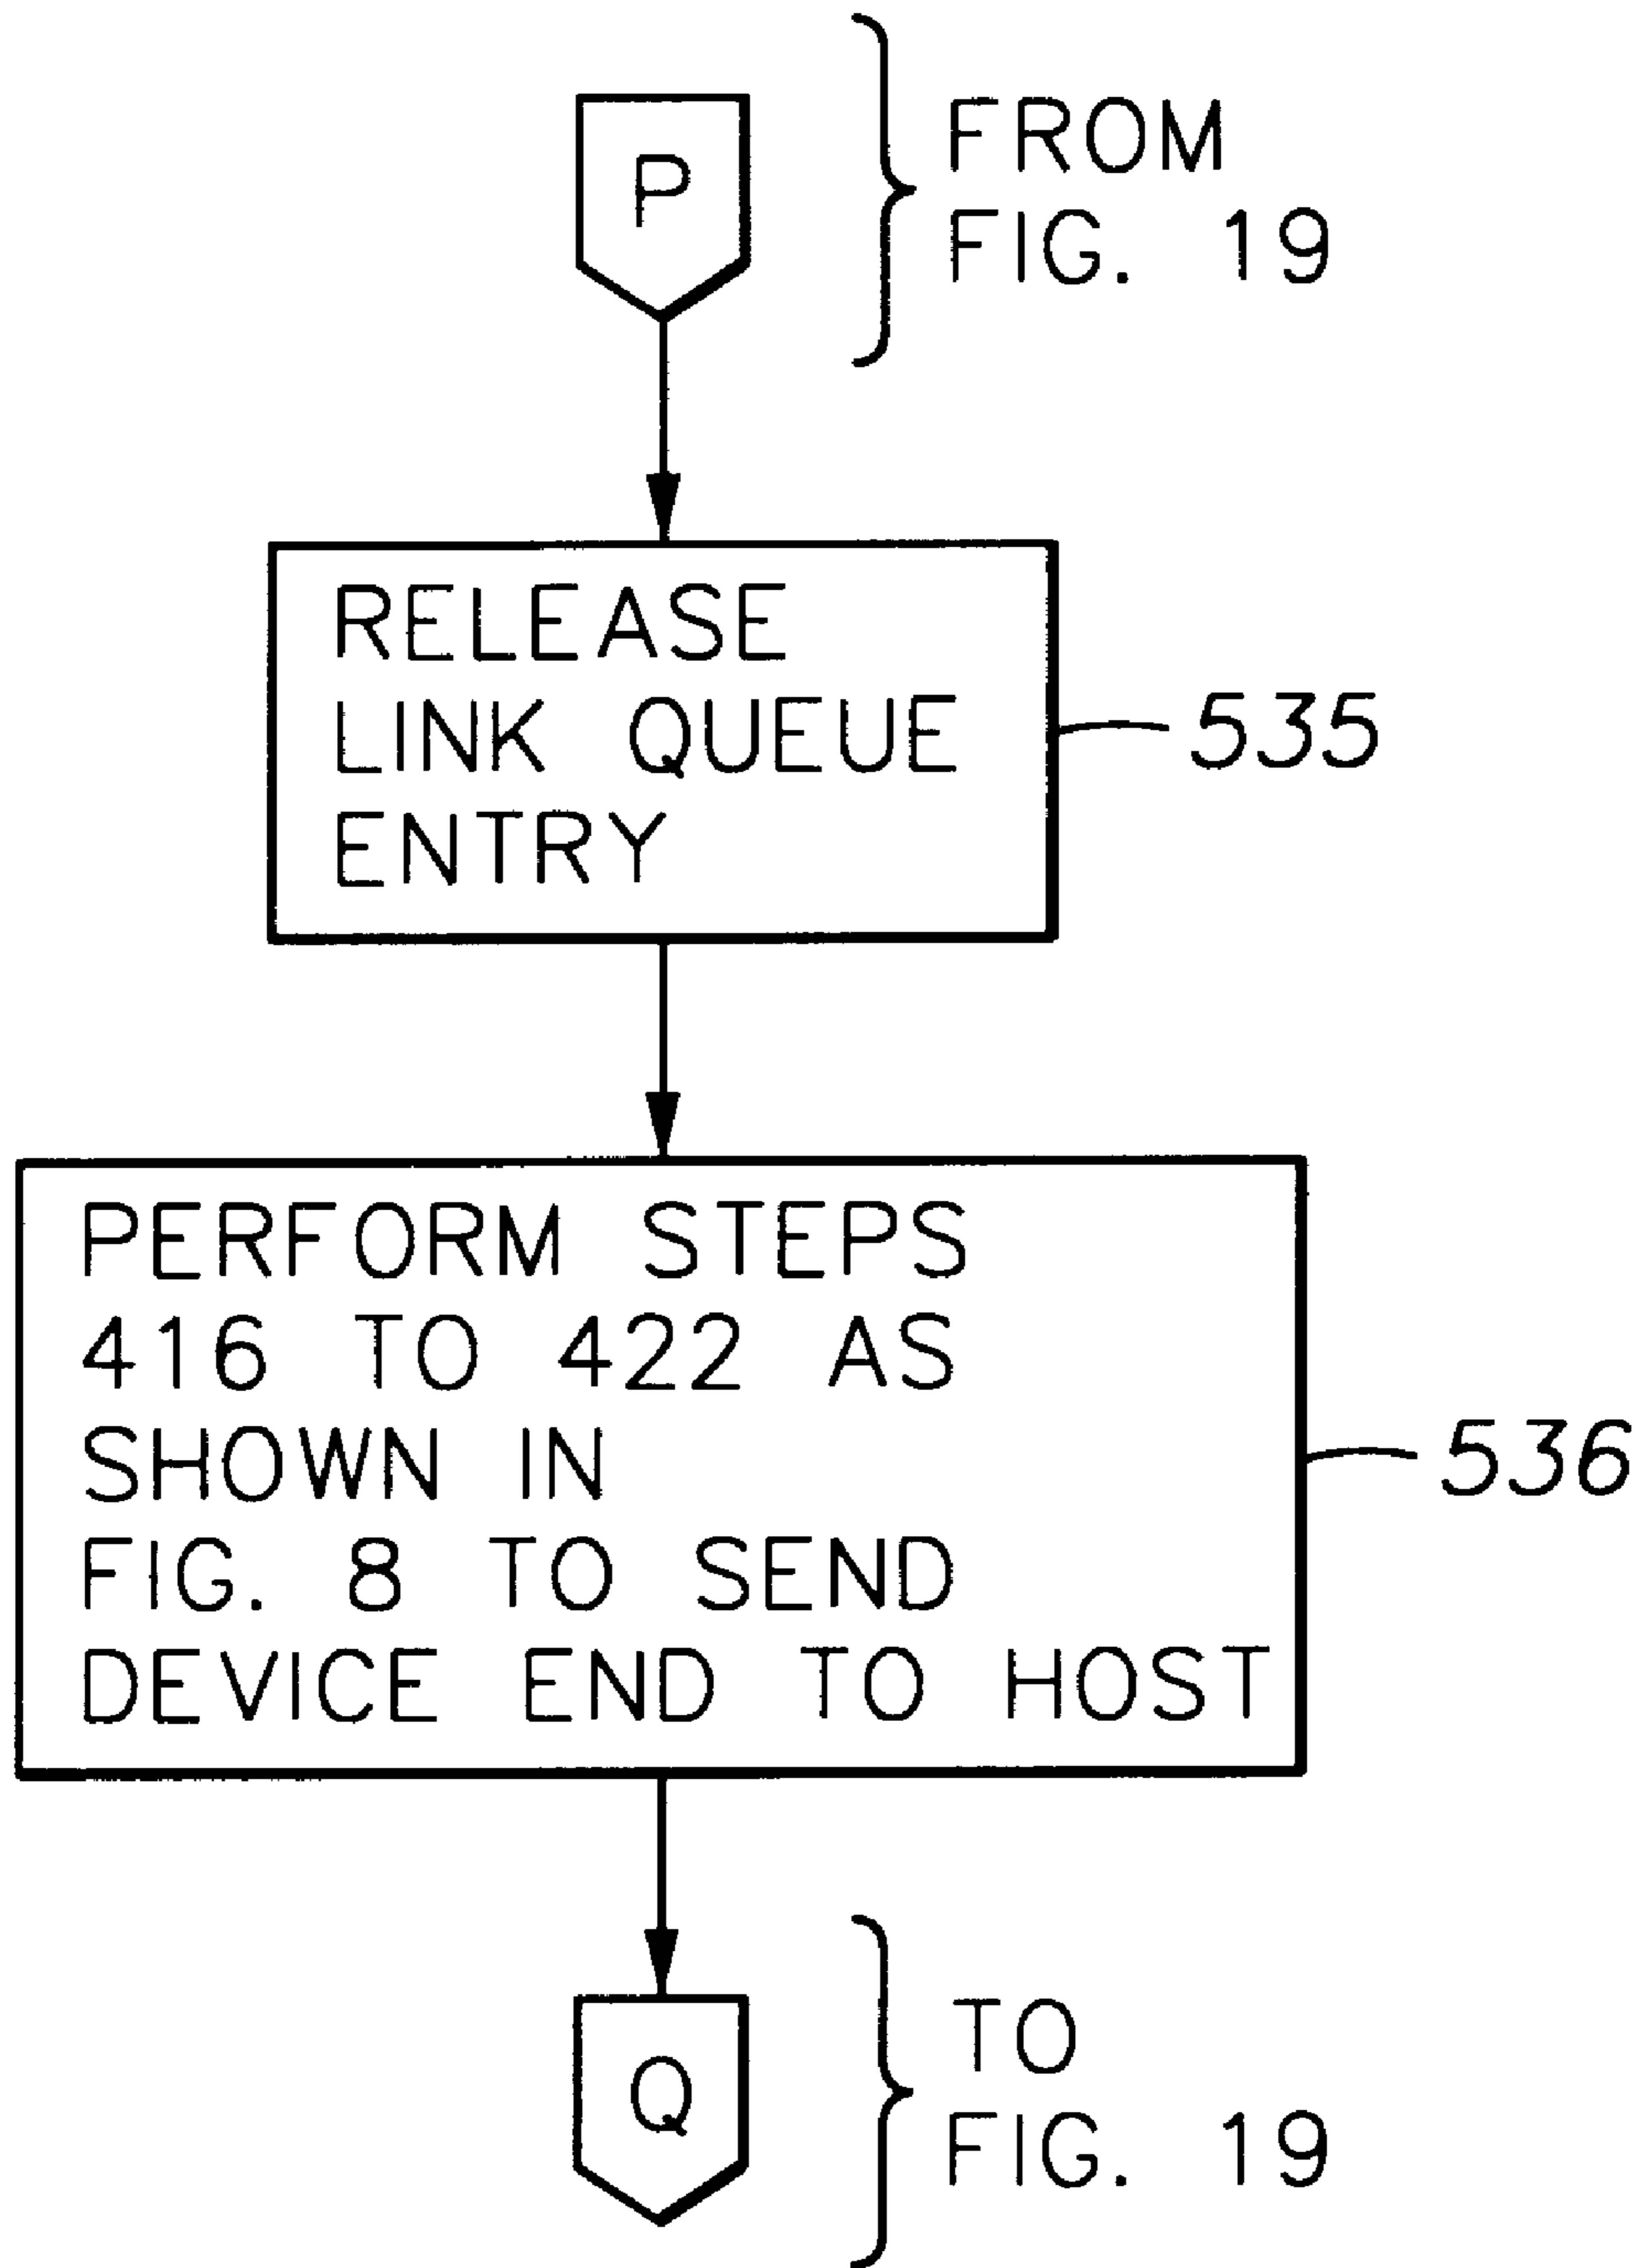 P
FROM
FIG. 19
RELEASE
LINK QUEUE
ENTRY
535
PERFORM STEPS
416 TO 422 AS
SHOWN IN
FIG. 8 TO SEND
DEVICE END TO HOST
536
Q
TO
FIG. 19